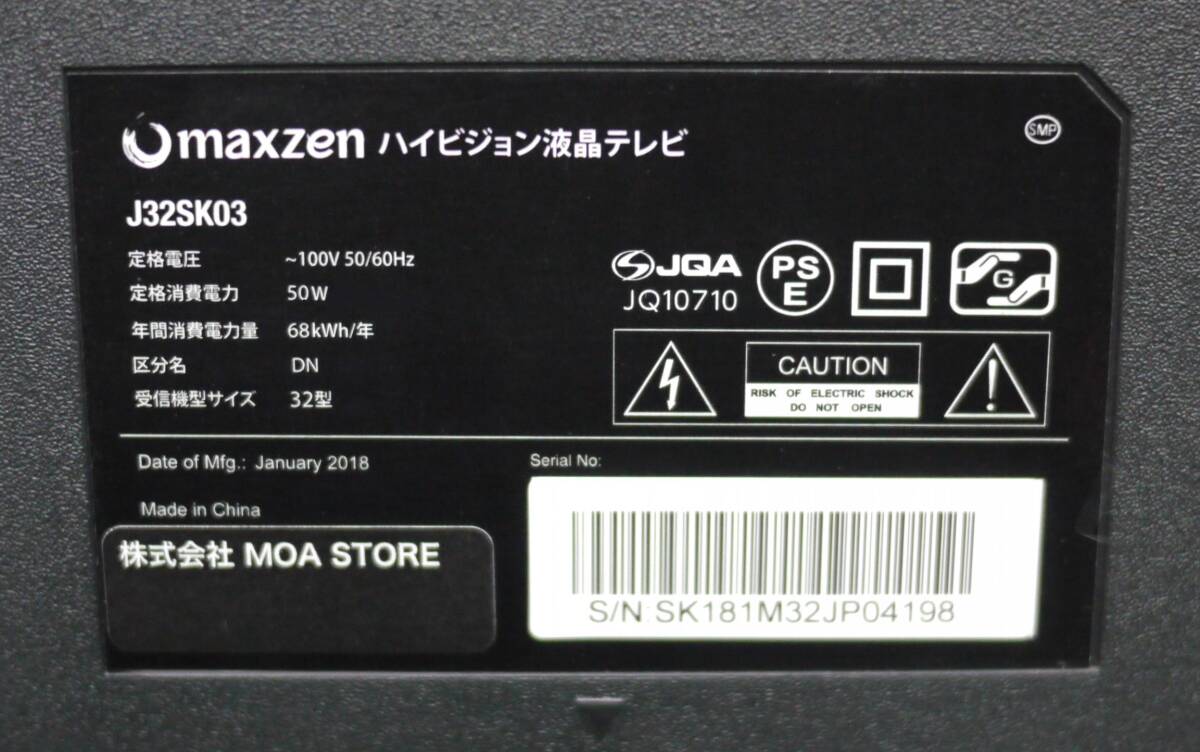 maxzen ハイビジョン液晶テレビ
SMP
J32SK03
定格電圧 ~100V 50/60Hz
定格消費電力 50W
年間消費電力量 68kWh/年
区分名 DN
受信機型サイズ 32型
JQA
JQ10710
PS
E
G
CAUTION
RISK OF ELECTRIC SHOCK
DO NOT OPEN
Date of Mfg.: January 2018
Made in China
株式会社 MOA STORE
Serial No:
S/N:SK181M32JP04198